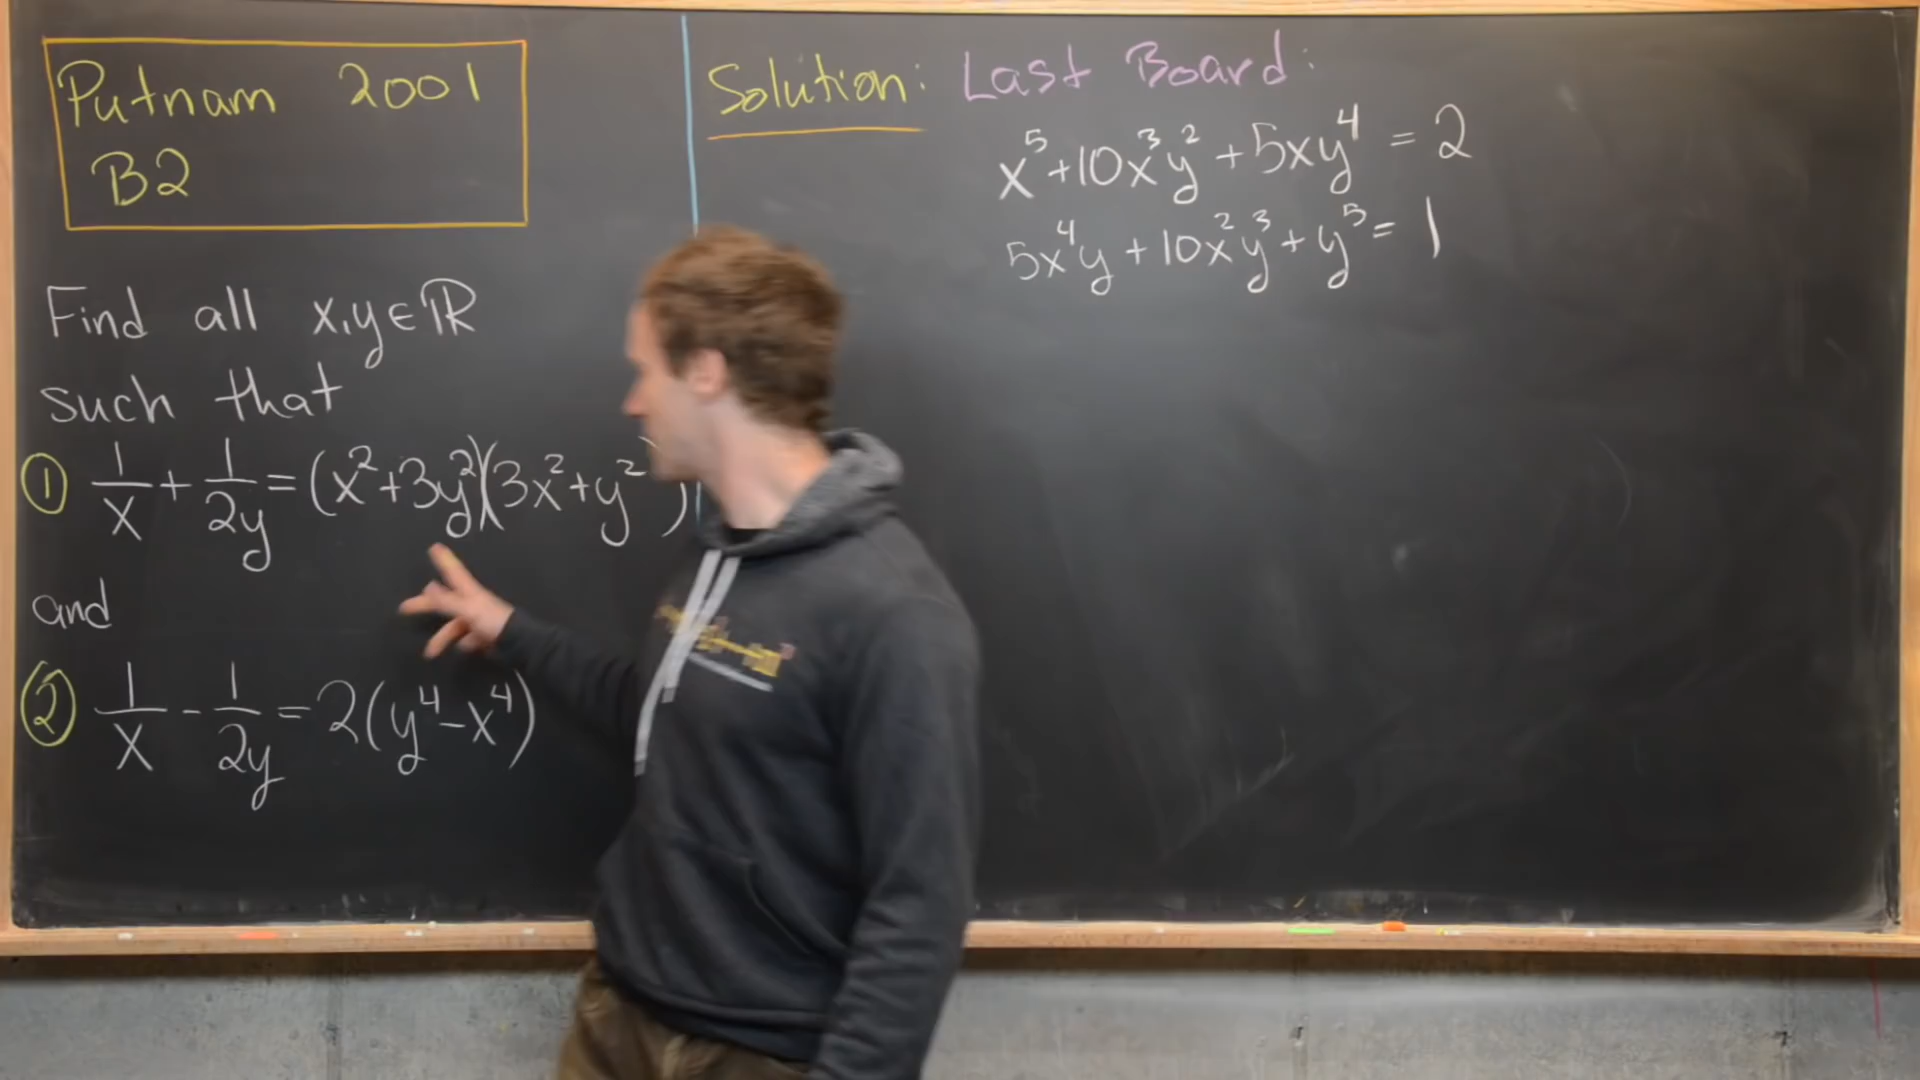 Putnam 2001
B2
Find all x,y∈ℝ
such that
① 1/x + 1/2y = (x²+3y²)(3x²+y²)
and
② 1/x - 1/2y = 2(y⁴-x⁴)
Solution: Last Board:
x⁵+10x³y²+5xy⁴ = 2
5x⁴y+10x²y³+y⁵ = 1